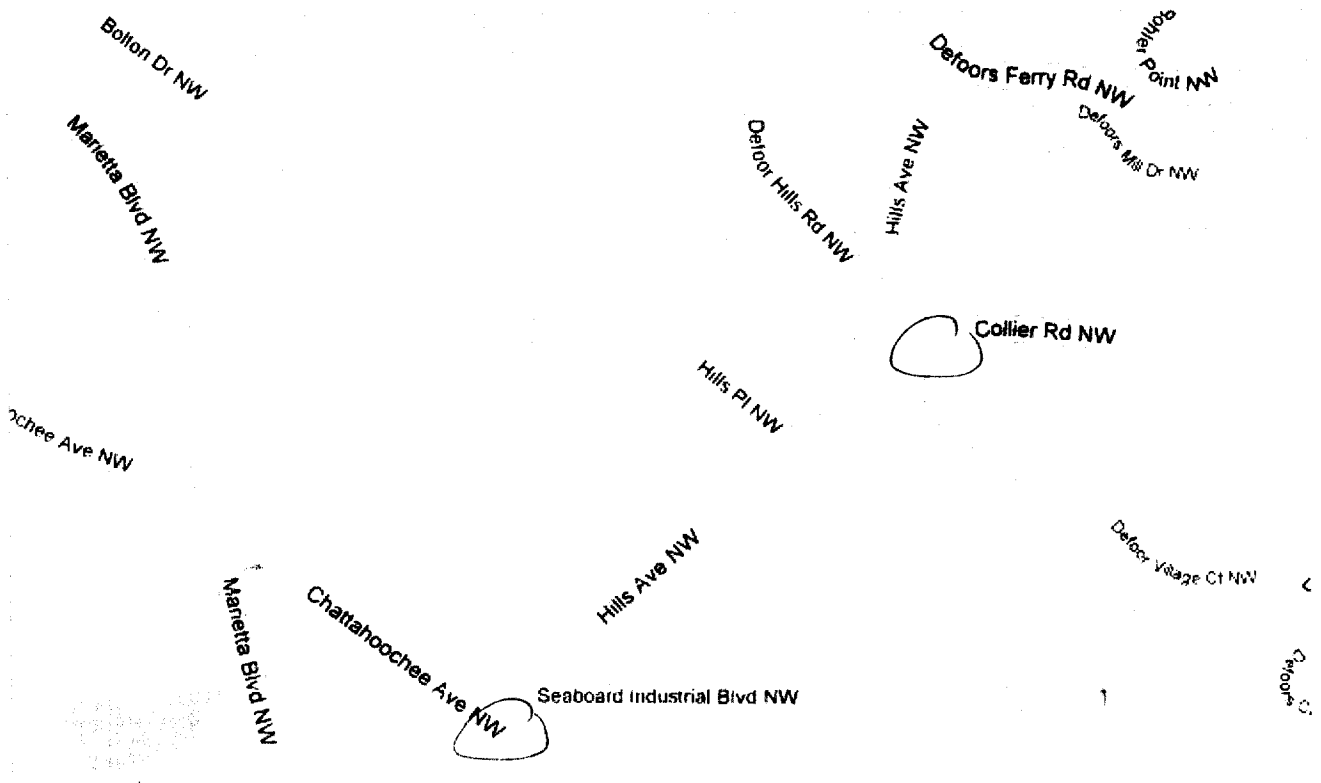 Bolton Dr NW
Defoors Ferry Rd NW
Point NW
Defoors Mill Dr NW
Marietta Blvd NW
Defoor Hills Rd NW
Hills Ave NW
Collier Rd NW
Hills Pl NW
ochee Ave NW
Defoor Village Ct NW
Hills Ave NW
Marietta Blvd NW
Chattahoochee Ave NW
Seaboard Industrial Blvd NW
Defoors